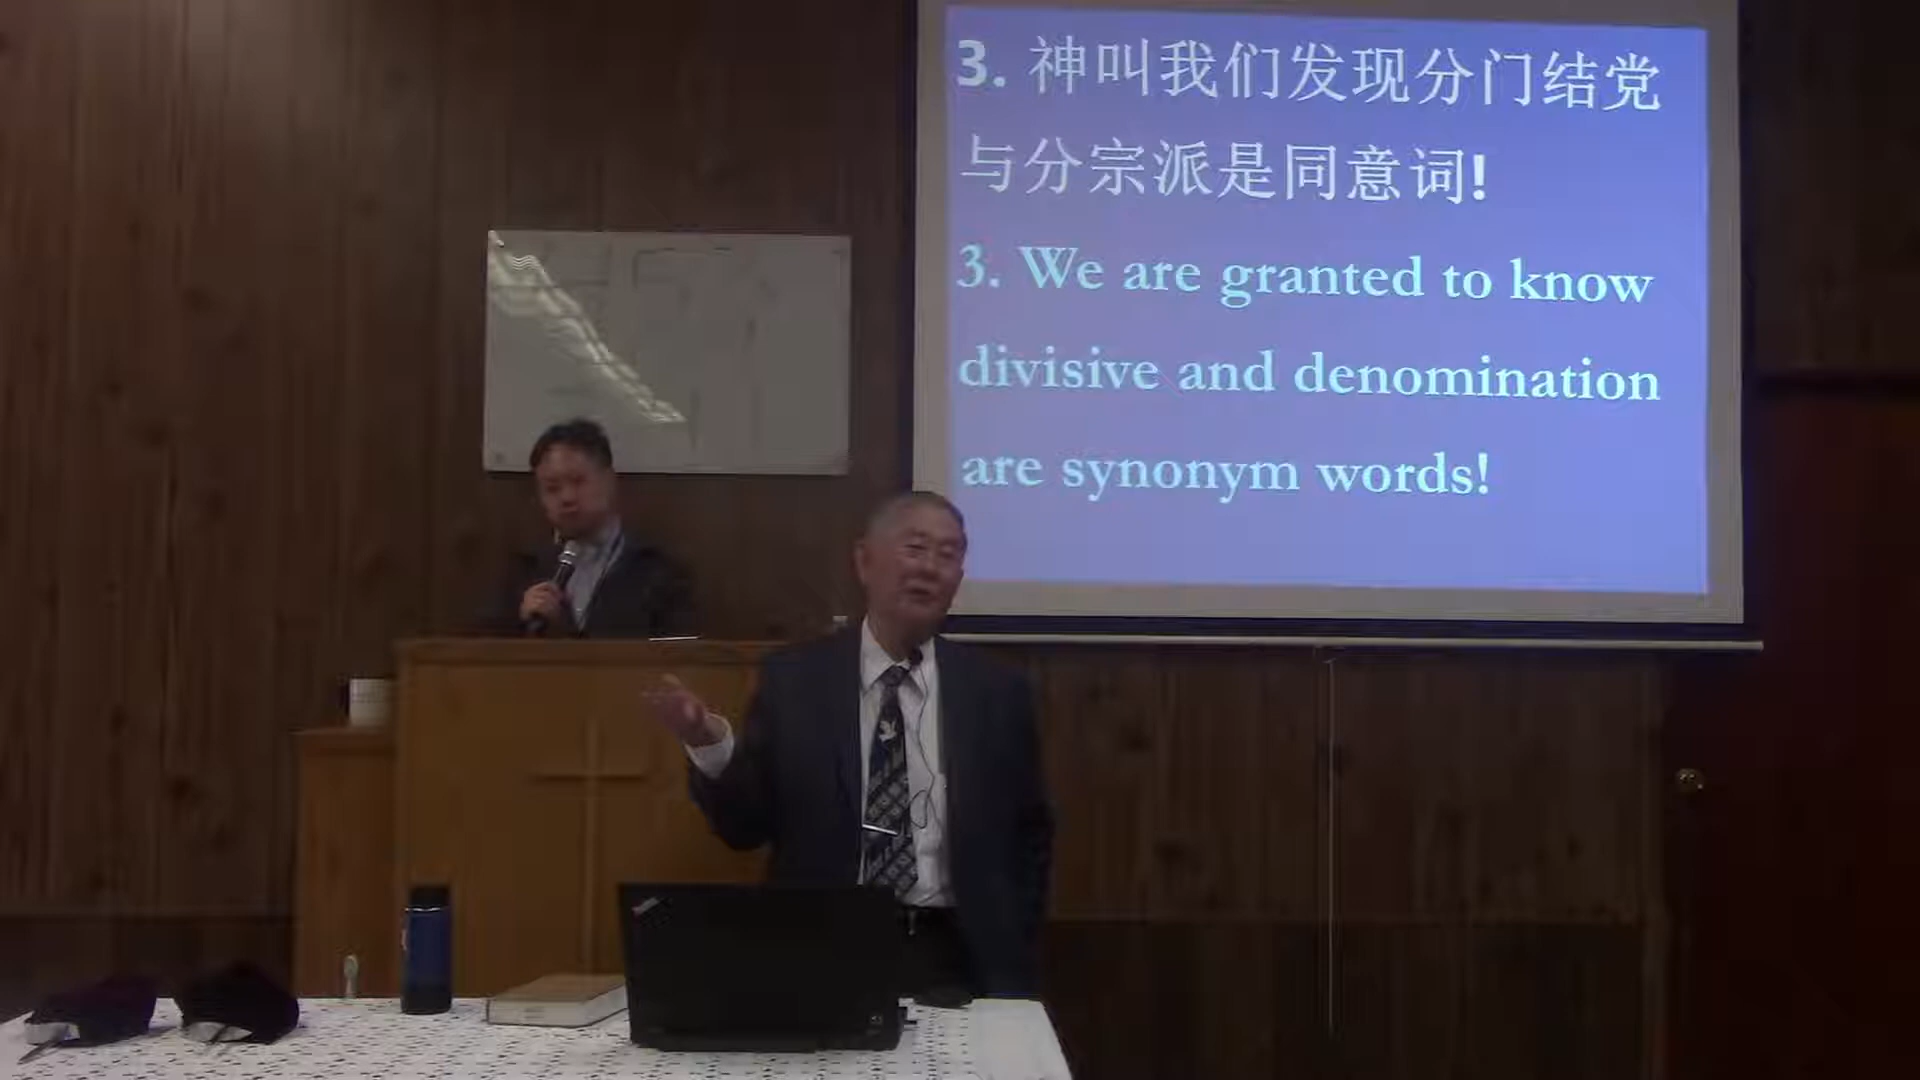 3. 神叫我们发现分门结党
与分宗派是同意词!
3. We are granted to know
divisive and denomination
are synonym words!